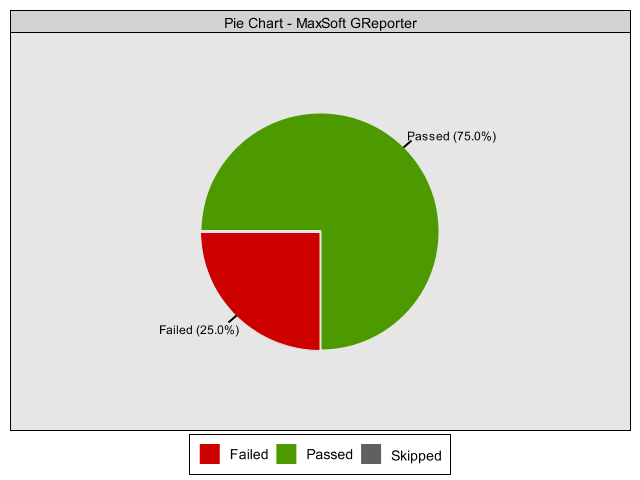 Pie Chart - MaxSoft GReporter
Passed (75.0%)
Failed (25.0%)
Failed Passed Skipped